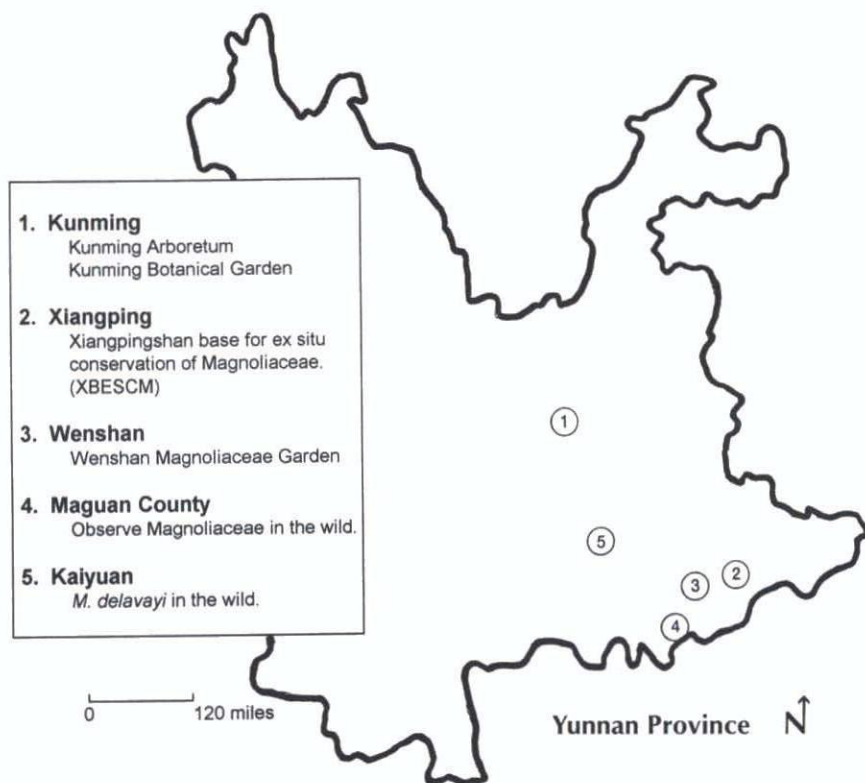 1. Kunming
Kunming Arboretum
Kunming Botanical Garden
2. Xiangping
Xiangpingshan base for ex situ
conservation of Magnoliaceae.
(XBESCM)
3. Wenshan
Wenshan Magnoliaceae Garden
4. Maguan County
Observe Magnoliaceae in the wild.
5. Kaiyuan
M. delavayi in the wild.
1
5
3
2
4
0
120 miles
Yunnan Province N